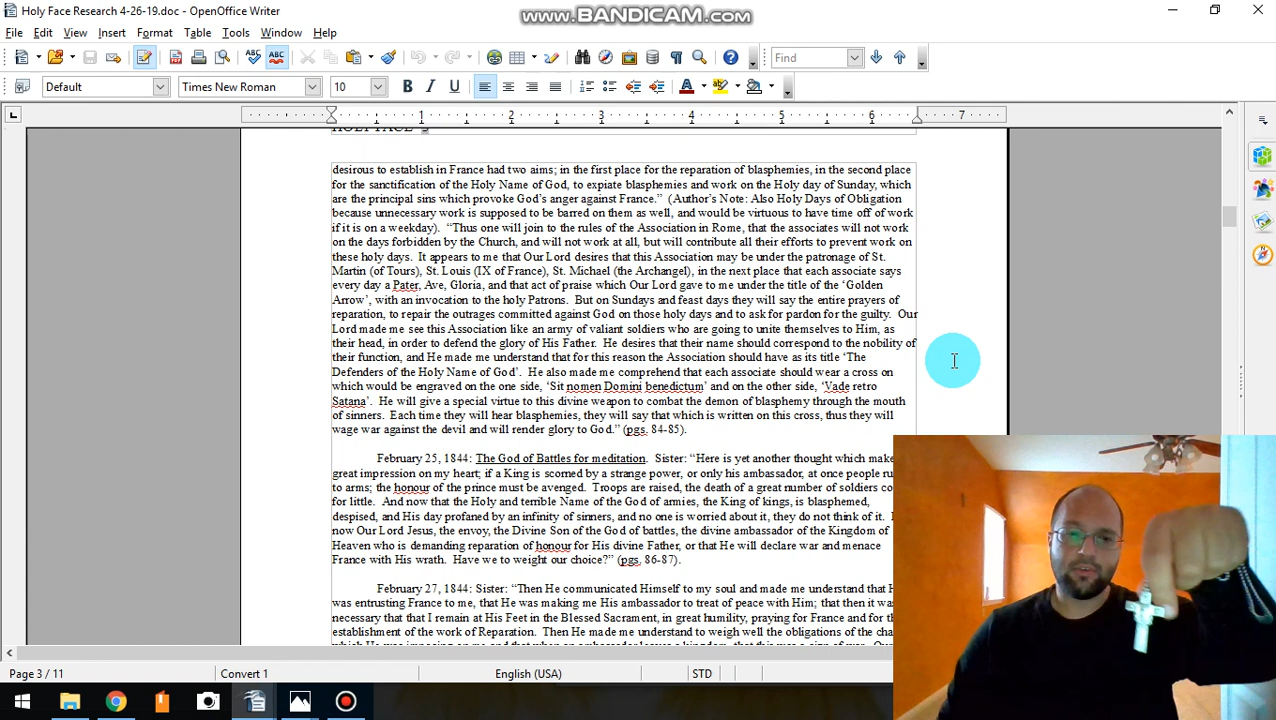 Holy Face Research 4-26-19.doc - OpenOffice Writer
www.BANDICAM.com
File Edit View Insert Format Table Tools Window Help
Find
Default Times New Roman 10
1 2 3 4 5 6 7
HOLY FACE 3
desirous to establish in France had two aims; in the first place for the reparation of blasphemies, in the second place
for the sanctification of the Holy Name of God, to expiate blasphemies and work on the Holy day of Sunday, which
are the principal sins which provoke God's anger against France." (Author's Note: Also Holy Days of Obligation
because unnecessary work is supposed to be barred on them as well, and would be virtuous to have time off of work
if it is on a weekday). "Thus one will join to the rules of the Association in Rome, that the associates will not work
on the days forbidden by the Church, and will not work at all, but will contribute all their efforts to prevent work on
these holy days. It appears to me that Our Lord desires that this Association may be under the patronage of St.
Martin (of Tours), St. Louis (IX of France), St. Michael (the Archangel), in the next place that each associate says
every day a Pater, Ave, Gloria, and that act of praise which Our Lord gave to me under the title of the 'Golden
Arrow', with an invocation to the holy Patrons. But on Sundays and feast days they will say the entire prayers of
reparation, to repair the outrages committed against God on those holy days and to ask for pardon for the guilty. Our
Lord made me see this Association like an army of valiant soldiers who are going to unite themselves to Him, as
their head, in order to defend the glory of His Father. He desires that their name should correspond to the nobility of
their function, and He made me understand that for this reason the Association should have as its title 'The
Defenders of the Holy Name of God'. He also made me comprehend that each associate should wear a cross on
which would be engraved on the one side, 'Sit nomen Domini benedictum' and on the other side, 'Vade retro
Satana'. He will give a special virtue to this divine weapon to combat the demon of blasphemy through the mouth
of sinners. Each time they will hear blasphemies, they will say that which is written on this cross, thus they will
wage war against the devil and will render glory to God." (pgs. 84-85).
February 25, 1844: The God of Battles for meditation. Sister: "Here is yet another thought which make
great impression on my heart; if a King is scorned by a strange power, or only his ambassador, at once people ru
to arms; the honour of the prince must be avenged. Troops are raised, the death of a great number of soldiers co
for little. And now that the Holy and terrible Name of the God of armies, the King of kings, is blasphemed,
despised, and His day profaned by an infinity of sinners, and no one is worried about it, they do not think of it.
now Our Lord Jesus, the envoy, the Divine Son of the God of battles, the divine ambassador of the Kingdom of
Heaven who is demanding reparation of honour for His divine Father, or that He will declare war and menace
France with His wrath. Have we to weight our choice?" (pgs. 86-87).
February 27, 1844: Sister: "Then He communicated Himself to my soul and made me understand that H
was entrusting France to me, that He was making me His ambassador to treat of peace with Him; that then it was
necessary that that I remain at His Feet in the Blessed Sacrament, in great humility, praying for France and for the
establishment of the work of Reparation. Then He made me understand to weigh well the obligations of the cha
Page 3 / 11 Convert 1 English (USA) STD